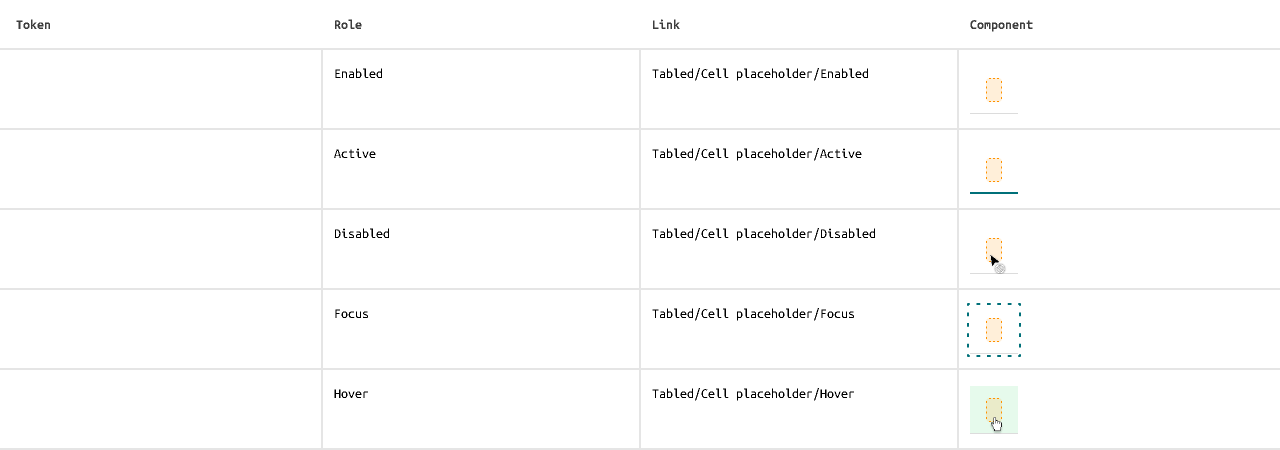 Token Role Link Component
Enabled Tabled/Cell placeholder/Enabled
Active Tabled/Cell placeholder/Active
Disabled Tabled/Cell placeholder/Disabled
Focus Tabled/Cell placeholder/Focus
Hover Tabled/Cell placeholder/Hover